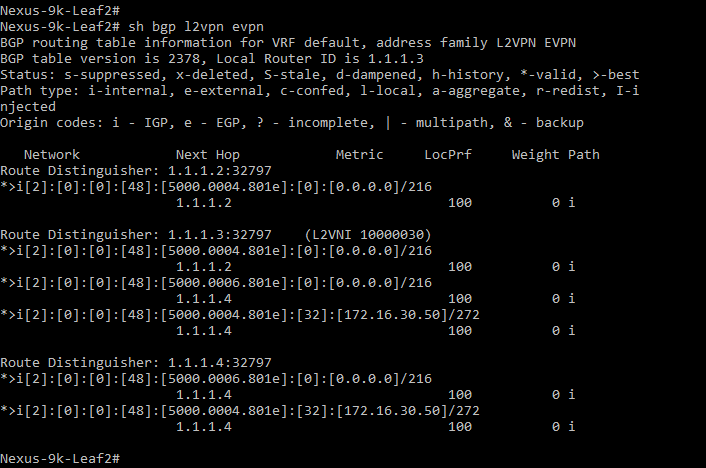 Nexus-9k-Leaf2#
Nexus-9k-Leaf2# sh bgp l2vpn evpn
BGP routing table information for VRF default, address family L2VPN EVPN
BGP table version is 2378, Local Router ID is 1.1.1.3
Status: s-suppressed, x-deleted, S-stale, d-dampened, h-history, *-valid, >-best
Path type: i-internal, e-external, c-confed, l-local, a-aggregate, r-redist, I-i
njected
Origin codes: i - IGP, e - EGP, ? - incomplete, | - multipath, & - backup
   Network            Next Hop            Metric     LocPrf     Weight Path
Route Distinguisher: 1.1.1.2:32797
*>i[2]:[0]:[0]:[48]:[5000.0004.801e]:[0]:[0.0.0.0]/216
                      1.1.1.2                           100          0 i
Route Distinguisher: 1.1.1.3:32797    (L2VNI 10000030)
*>i[2]:[0]:[0]:[48]:[5000.0004.801e]:[0]:[0.0.0.0]/216
                      1.1.1.2                           100          0 i
*>i[2]:[0]:[0]:[48]:[5000.0006.801e]:[0]:[0.0.0.0]/216
                      1.1.1.4                           100          0 i
*>i[2]:[0]:[0]:[48]:[5000.0004.801e]:[32]:[172.16.30.50]/272
                      1.1.1.4                           100          0 i
Route Distinguisher: 1.1.1.4:32797
*>i[2]:[0]:[0]:[48]:[5000.0006.801e]:[0]:[0.0.0.0]/216
                      1.1.1.4                           100          0 i
*>i[2]:[0]:[0]:[48]:[5000.0004.801e]:[32]:[172.16.30.50]/272
                      1.1.1.4                           100          0 i
Nexus-9k-Leaf2#